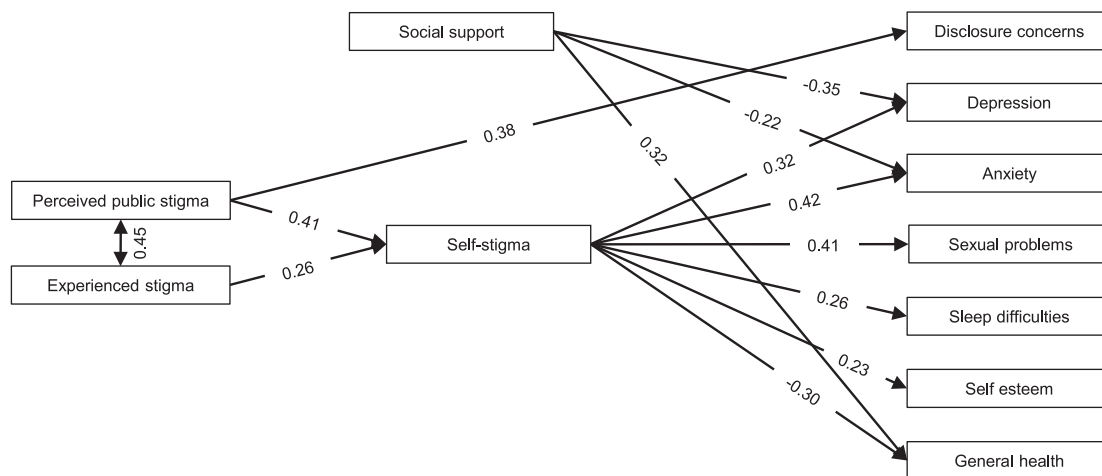 Social support
Disclosure concerns
-0.35
Depression
-0.22
0.38
0.32
0.32
Anxiety
Perceived public stigma
0.41
0.42
0.45
Self-stigma
0.41
Sexual problems
Experienced stigma
0.26
0.26
Sleep difficulties
0.23
Self esteem
-0.30
General health